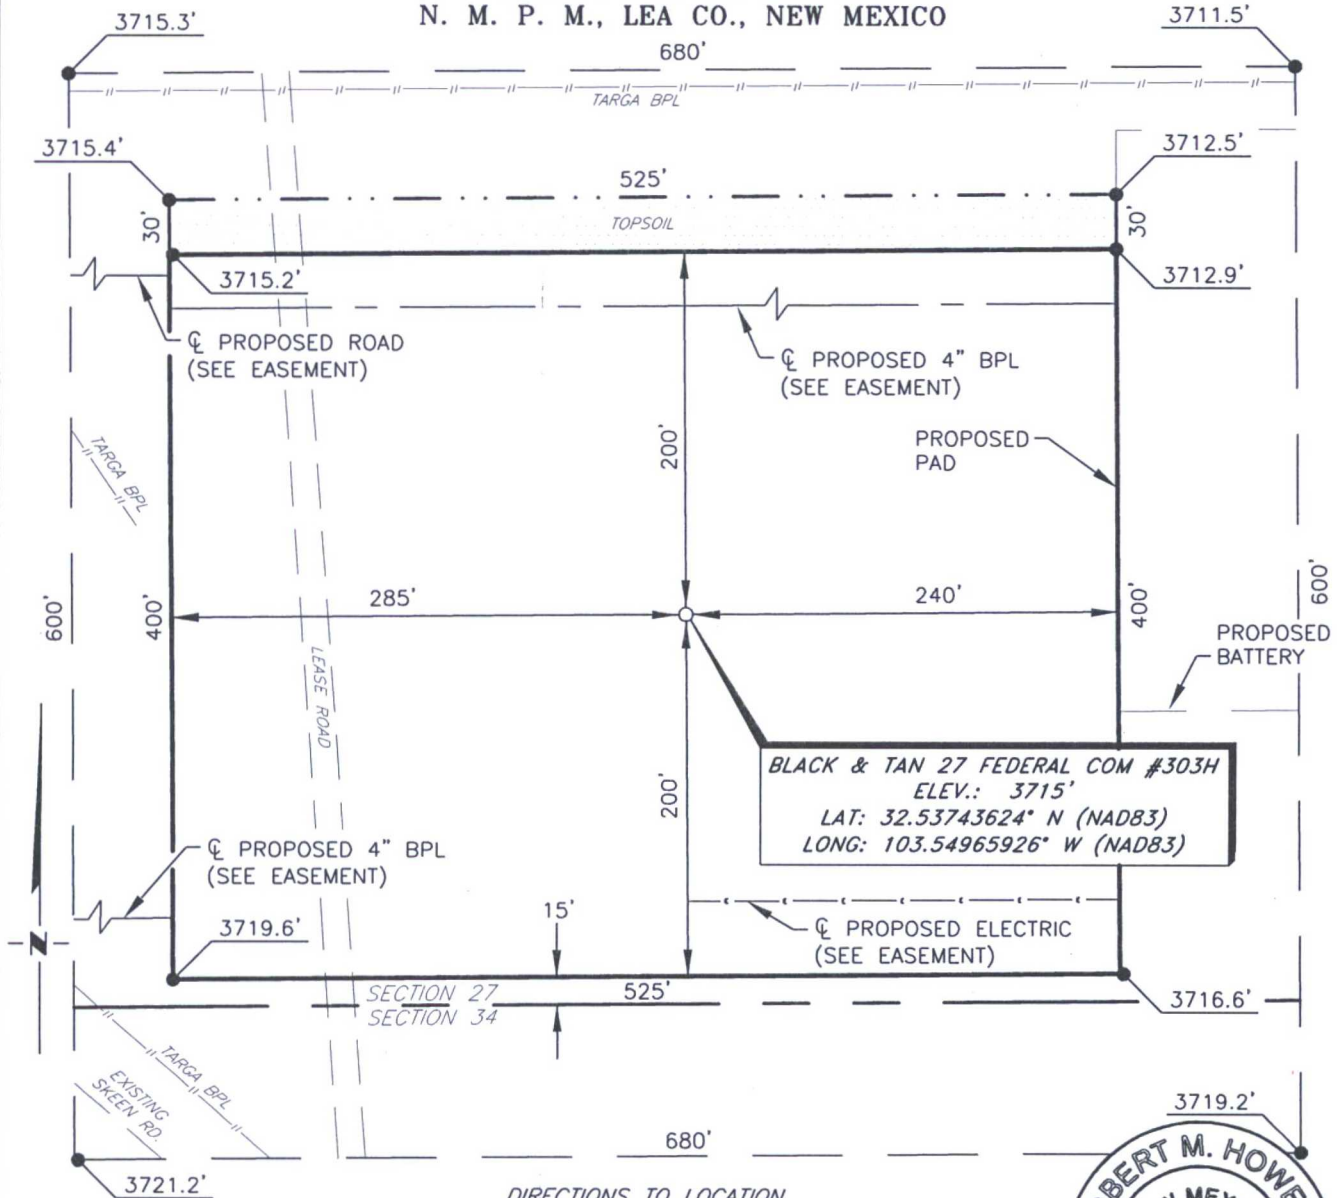 N. M. P. M., LEA CO., NEW MEXICO
3715.3'
3711.5'
680'
TARGA BPL
3715.4'
3712.5'
525'
30'
TOPSOIL
30'
3715.2'
3712.9'
℄ PROPOSED ROAD
(SEE EASEMENT)
℄ PROPOSED 4" BPL
(SEE EASEMENT)
TARGA BPL
200'
PROPOSED
PAD
600'
400'
285'
240'
400'
600'
LEASE ROAD
PROPOSED
BATTERY
200'
BLACK & TAN 27 FEDERAL COM #303H
ELEV.: 3715'
LAT: 32.53743624° N (NAD83)
LONG: 103.54965926° W (NAD83)
℄ PROPOSED 4" BPL
(SEE EASEMENT)
15'
℄ PROPOSED ELECTRIC
(SEE EASEMENT)
N
3719.6'
SECTION 27
525'
SECTION 34
3716.6'
TARGA BPL
EXISTING
SKEEN RD.
680'
3719.2'
3721.2'
DIRECTIONS TO LOCATION
BERT M. HOWE